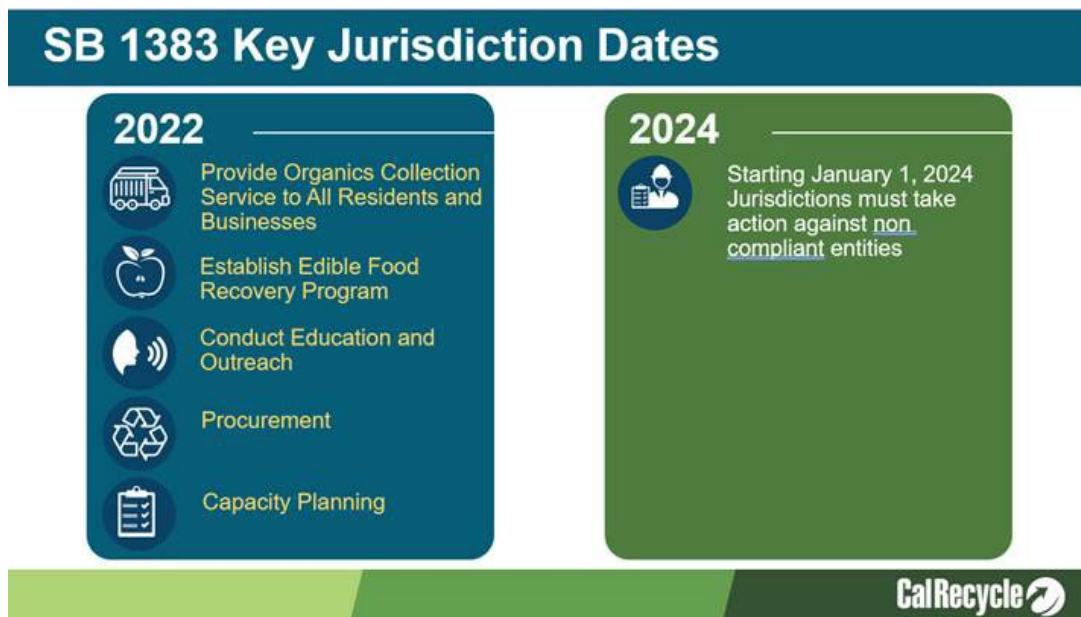 SB 1383 Key Jurisdiction Dates
2022
Provide Organics Collection
Service to All Residents and
Businesses
Establish Edible Food
Recovery Program
Conduct Education and
Outreach
Procurement
Capacity Planning
2024
Starting January 1, 2024
Jurisdictions must take
action against non
compliant entities
CalRecycle